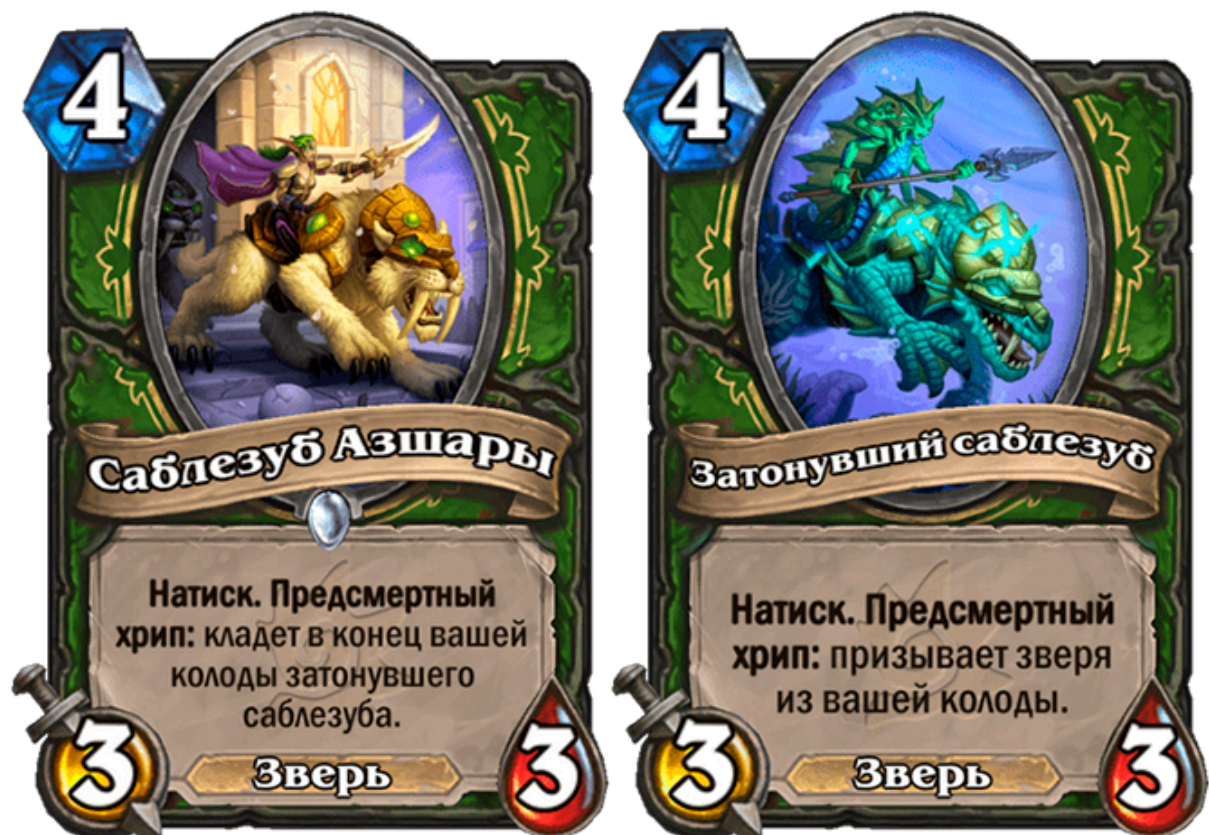 4
Саблезуб Азшары
Натиск. Предсмертный
хрип: кладет в конец вашей
колоды затонувшего
саблезуба.
3
Зверь
3
4
Затонувший саблезуб
Натиск. Предсмертный
хрип: призывает зверя
из вашей колоды.
3
Зверь
3